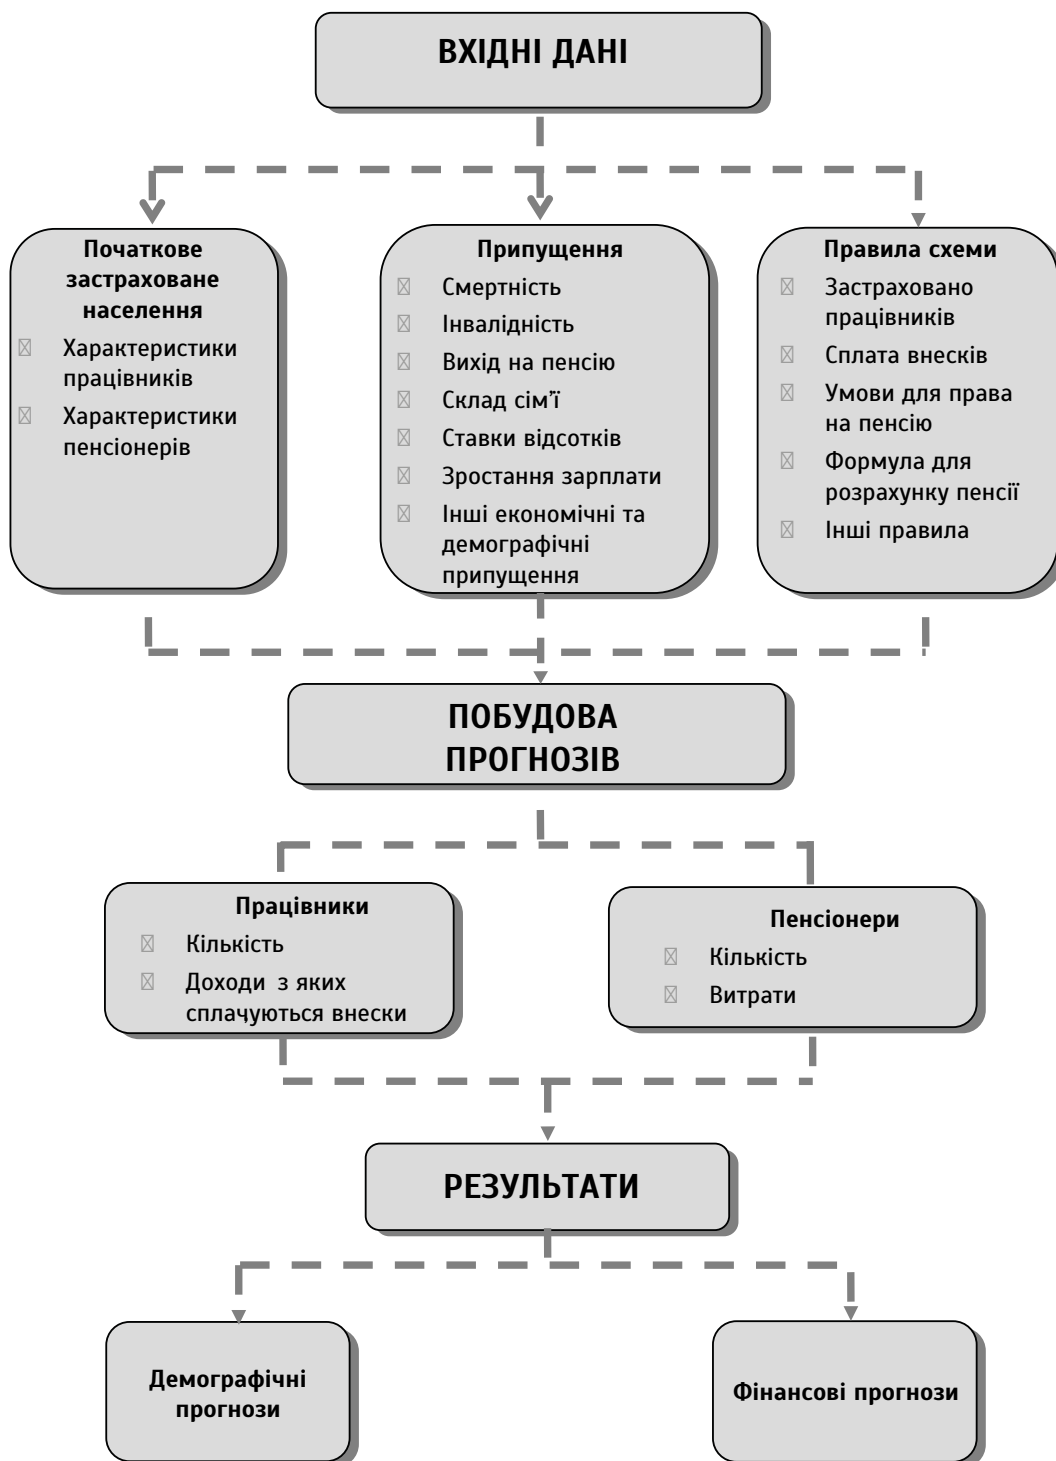 ВХІДНІ ДАНІ
Початкове
застраховане
населення
Характеристики
працівників
Характеристики
пенсіонерів
Припущення
Смертність
Інвалідність
Вихід на пенсію
Склад сім’ї
Ставки відсотків
Зростання зарплати
Інші економічні та
демографічні
припущення
Правила схеми
Застраховано
працівників
Сплата внесків
Умови для права
на пенсію
Формула для
розрахунку пенсії
Інші правила
ПОБУДОВА
ПРОГНОЗІВ
Працівники
Кількість
Доходи з яких
сплачуються внески
Пенсіонери
Кількість
Витрати
РЕЗУЛЬТАТИ
Демографічні
прогнози
Фінансові прогнози